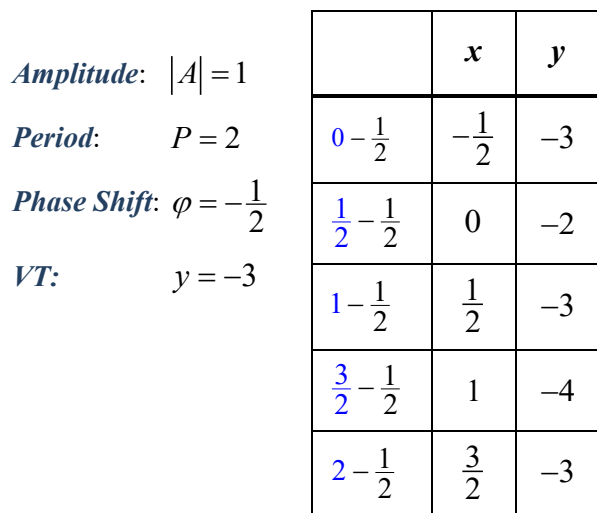 Amplitude: |A| = 1
Period: P = 2
Phase Shift: φ = −1/2
VT: y = −3
x y
0 − 1/2 −1/2 −3
1/2 − 1/2 0 −2
1 − 1/2 1/2 −3
3/2 − 1/2 1 −4
2 − 1/2 3/2 −3